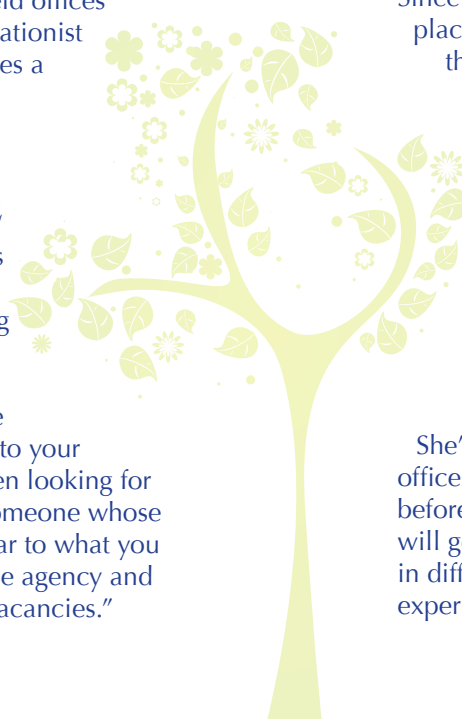 eld offices
ationist
es a
s
g
e
to your
en looking for
omeone whose
ar to what you
e agency and
acancies.”
Since
plac
th
She’
office
before
will g
in diff
exper